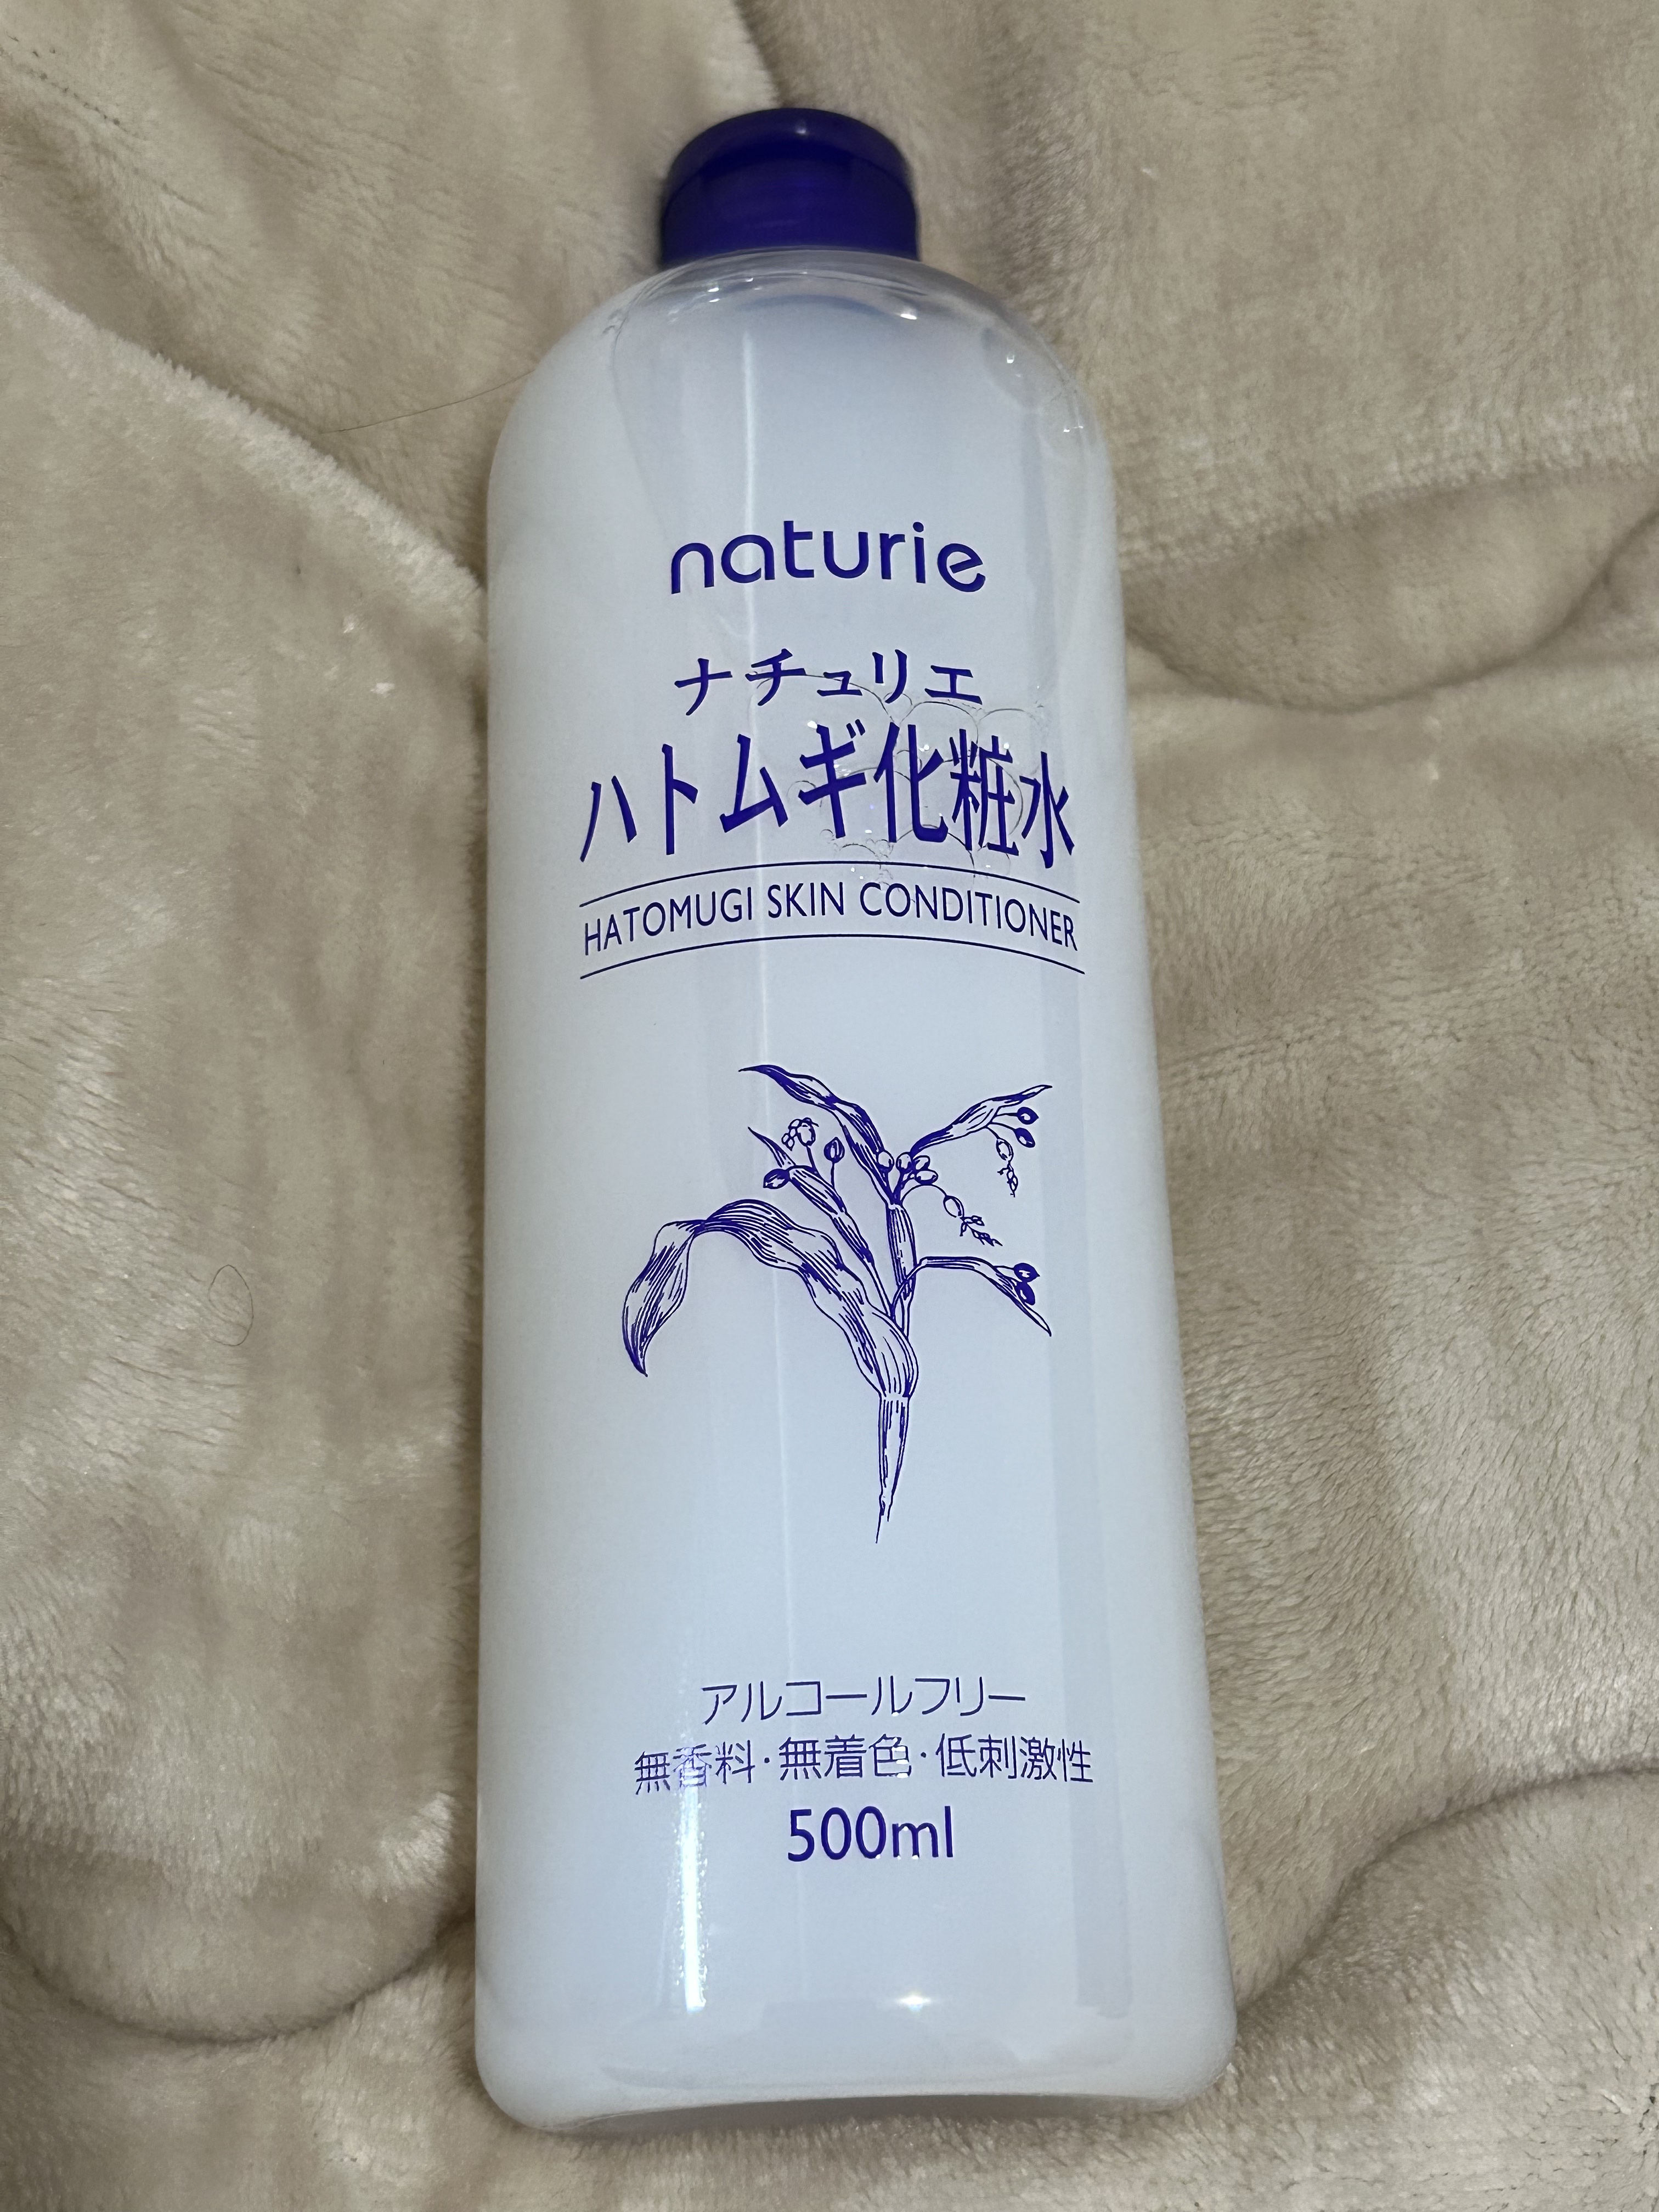 naturie
ナチュリエ
ハトムギ化粧水
HATOMUGI SKIN CONDITIONER
アルコールフリー
無香料・無着色・低刺激性
500ml